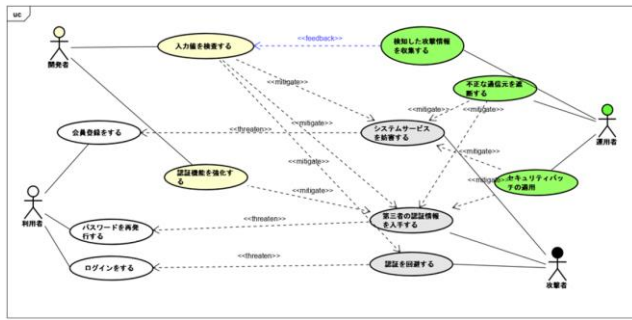 uc
入力値を検査する
<<feedback>>
検知した攻撃情報
を収集する
開発者
不正な通信元を遮
断する
<<mitigate>>
<<mitigate>>
<<mitigate>>
会員登録をする
<<threaten>>
システムサービス
を妨害する
運用者
<<mitigate>>
<<mitigate>>
<<mitigate>>
認証機能を強化す
る
セキュリティパッ
チの適用
<<mitigate>>
<<mitigate>>
利用者
パスワードを再発
行する
<<threaten>>
第三者の認証情報
を入手する
ログインをする
<<threaten>>
認証を回避する
攻撃者